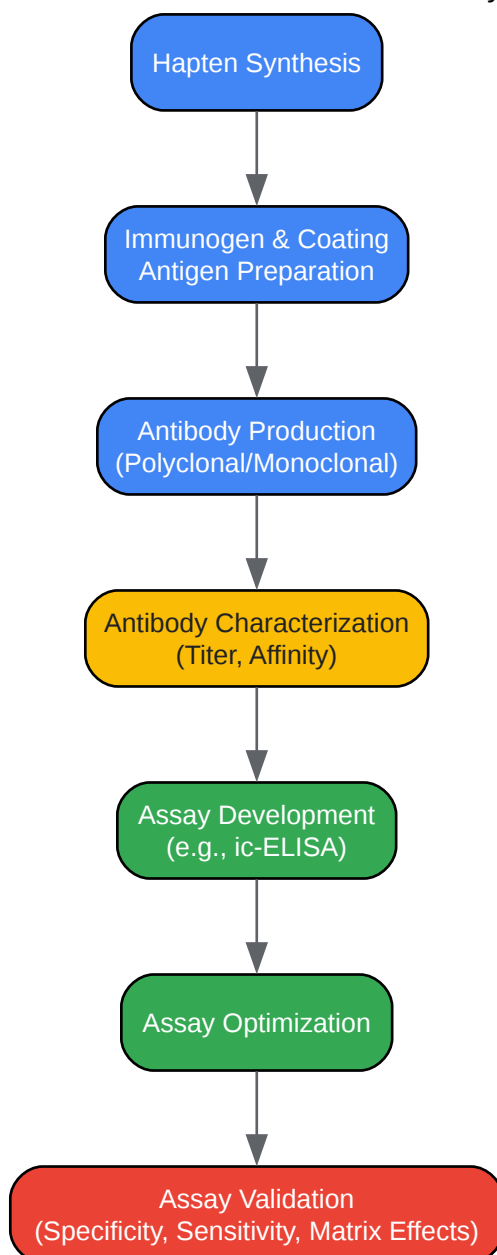 Hapten Synthesis
Immunogen & Coating
Antigen Preparation
Antibody Production
(Polyclonal/Monoclonal)
Antibody Characterization
(Titer, Affinity)
Assay Development
(e.g., ic-ELISA)
Assay Optimization
Assay Validation
(Specificity, Sensitivity, Matrix Effects)